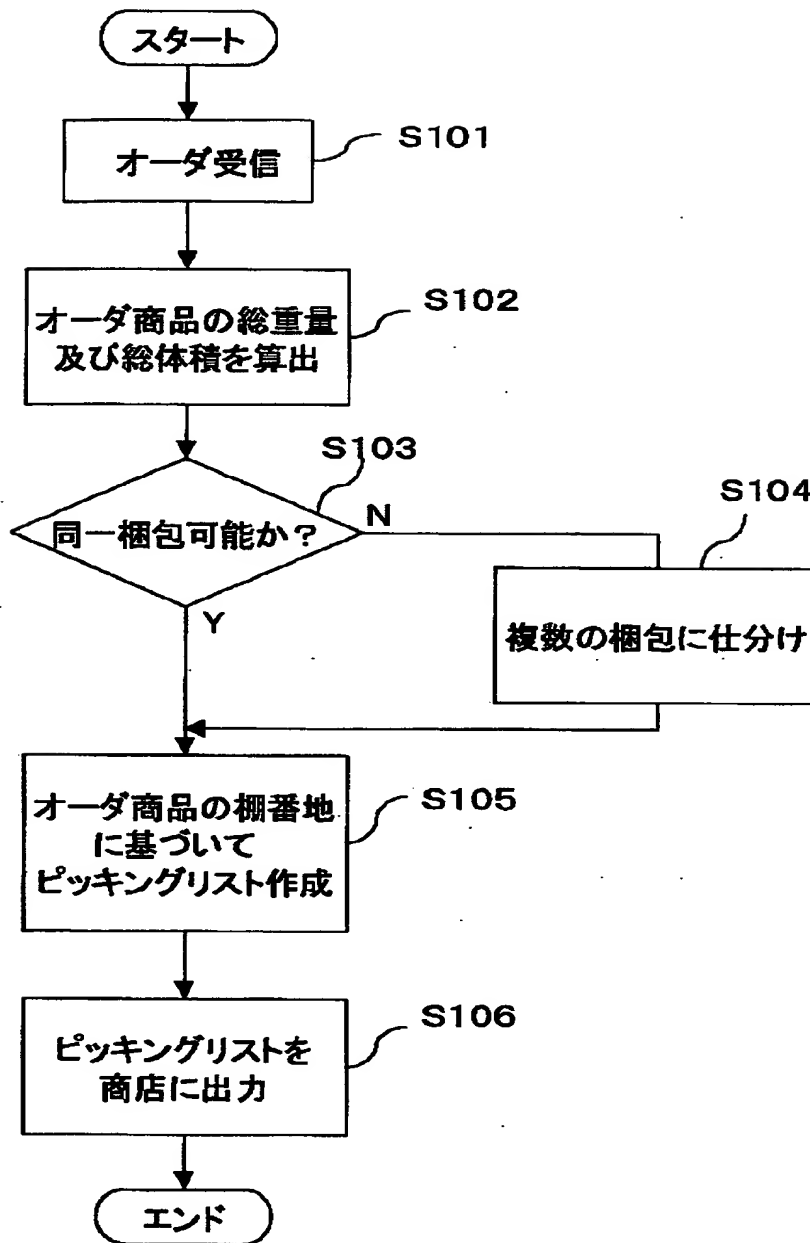 スタート
オーダ受信
S101
オーダ商品の総重量
及び総体積を算出
S102
同一梱包可能か？
S103
N
Y
複数の梱包に仕分け
S104
オーダ商品の棚番地
に基づいて
ピッキングリスト作成
S105
ピッキングリストを
商店に出力
S106
エンド